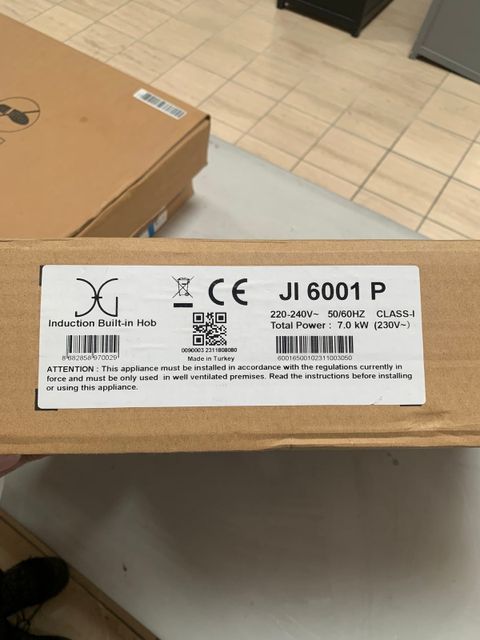 JI 6001 P
Induction Built-in Hob
220-240V~ 50/60HZ CLASS-I
Total Power : 7.0 kW (230V~)
8 682858 970029
0090003 2311808080
Made in Turkey
60016500102311003050
ATTENTION : This appliance must be installed in accordance with the regulations currently in
force and must be only used in well ventilated premises. Read the instructions before installing
or using this appliance.